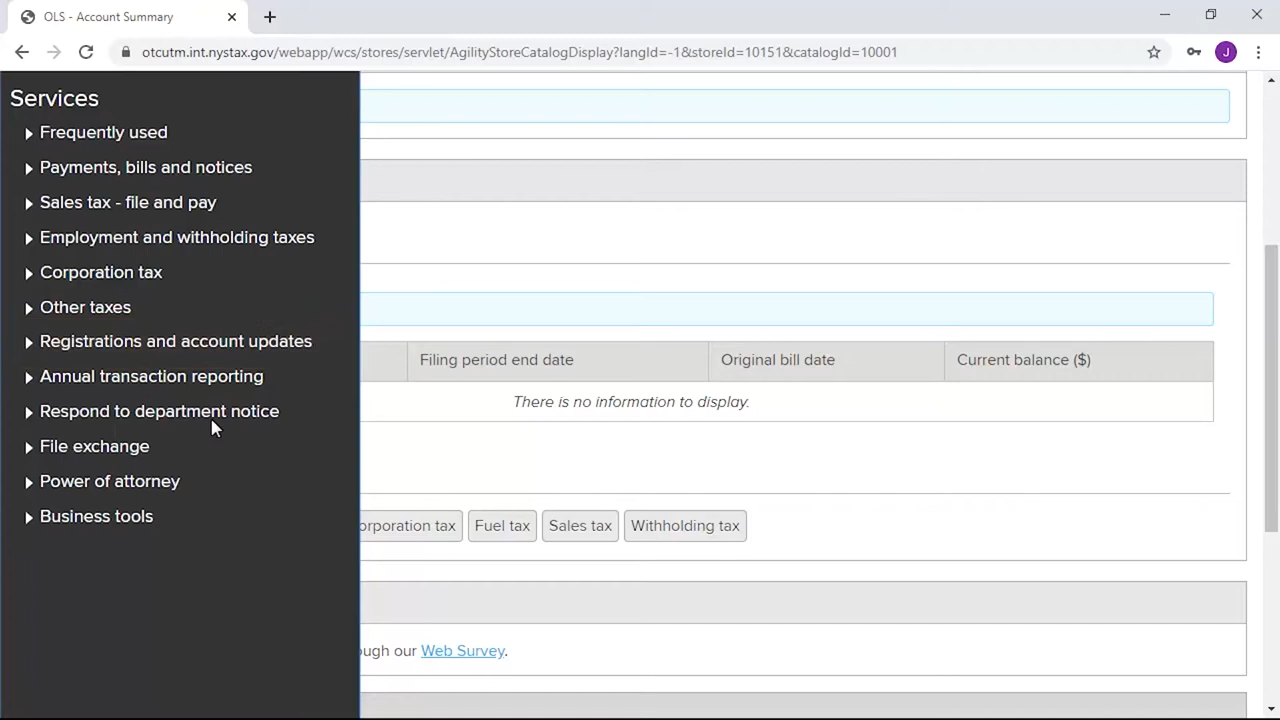 OLS - Account Summary
otcutm.int.nystax.gov/webapp/wcs/stores/servlet/AgilityStoreCatalogDisplay?langId=-1&storeId=10151&catalogId=10001
J
Services
Frequently used
Payments, bills and notices
Sales tax - file and pay
Employment and withholding taxes
Corporation tax
Other taxes
Registrations and account updates
Annual transaction reporting
Respond to department notice
File exchange
Power of attorney
Business tools
Filing period end date
Original bill date
Current balance ($)
There is no information to display.
orporation tax
Fuel tax
Sales tax
Withholding tax
ough our Web Survey.